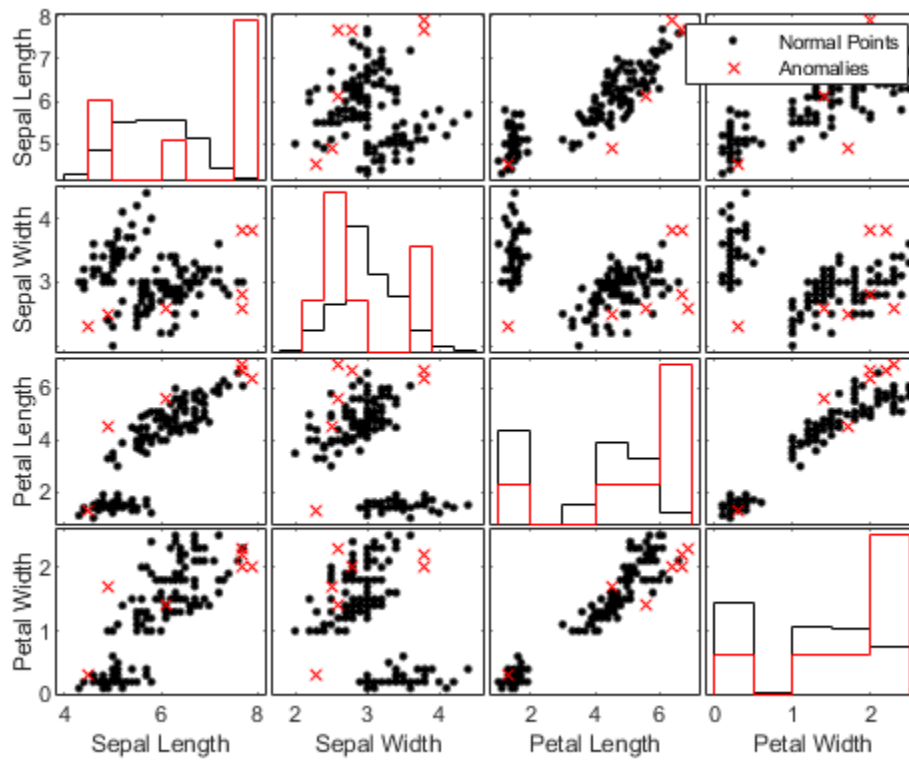 8
7
6
5
Sepal Length
Normal Points
Anomalies
4
3
2
Sepal Width
6
4
2
Petal Length
2
1
0
Petal Width
4 6 8 2 3 4 2 4 6 0 1 2
Sepal Length Sepal Width Petal Length Petal Width